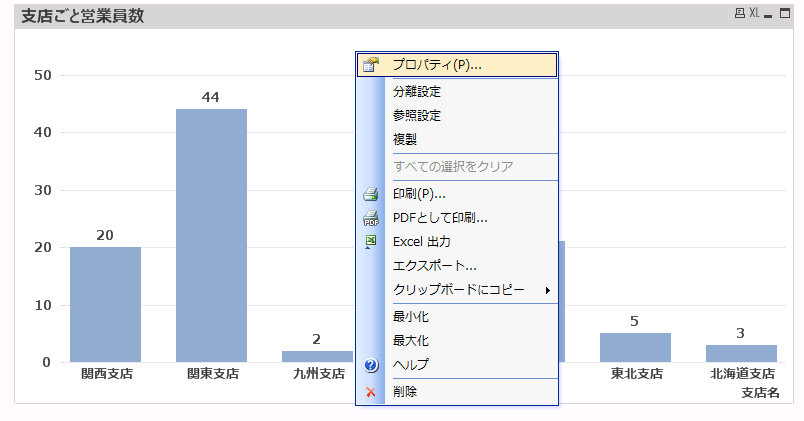 支店ごと営業員数
XL
50
40
30
20
10
0
20
44
2
5
3
関西支店
関東支店
九州支店
東北支店
北海道支店
支店名
プロパティ(P)...
分離設定
参照設定
複製
すべての選択をクリア
印刷(P)...
PDFとして印刷...
Excel 出力
エクスポート...
クリップボードにコピー
最小化
最大化
ヘルプ
削除
PDF